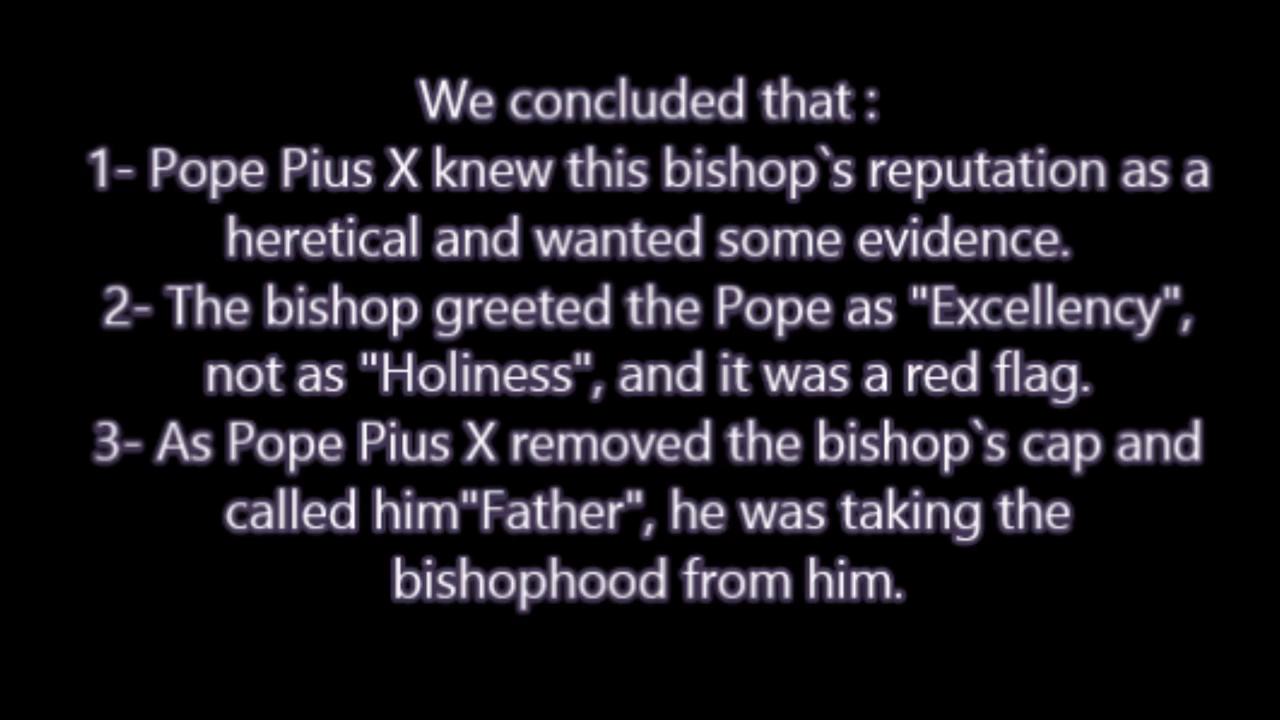 We concluded that :
1- Pope Pius X knew this bishop`s reputation as a
heretical and wanted some evidence.
2- The bishop greeted the Pope as "Excellency",
not as "Holiness", and it was a red flag.
3- As Pope Pius X removed the bishop`s cap and
called him"Father", he was taking the
bishophood from him.